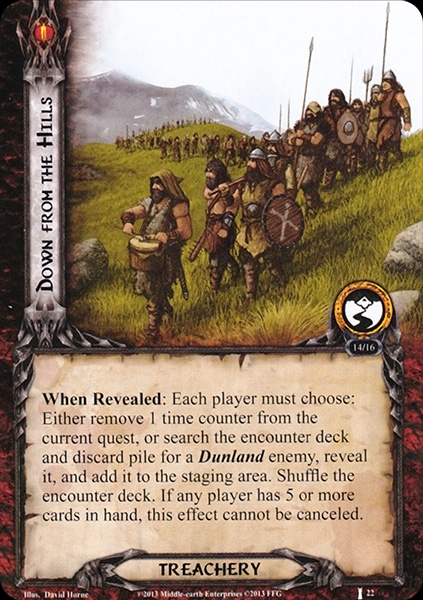 DOWN FROM THE HILLS
14/16
When Revealed: Each player must choose:
Either remove 1 time counter from the
current quest, or search the encounter deck
and discard pile for a Dunland enemy, reveal
it, and add it to the staging area. Shuffle the
encounter deck. If any player has 5 or more
cards in hand, this effect cannot be canceled.
TREACHERY
Illus. David Horne
©2013 Middle-earth Enterprises ©2013 FFG
22